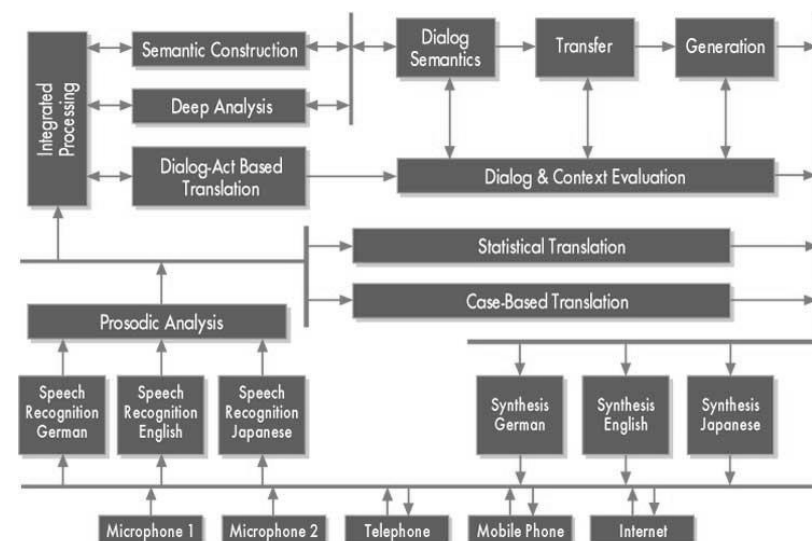 Integrated
Processing
Semantic Construction
Deep Analysis
Dialog-Act Based
Translation
Dialog
Semantics
Transfer
Generation
Dialog & Context Evaluation
Statistical Translation
Case-Based Translation
Prosodic Analysis
Speech
Recognition
German
Speech
Recognition
English
Speech
Recognition
Japanese
Synthesis
German
Synthesis
English
Synthesis
Japanese
Microphone 1
Microphone 2
Telephone
Mobile Phone
Internet